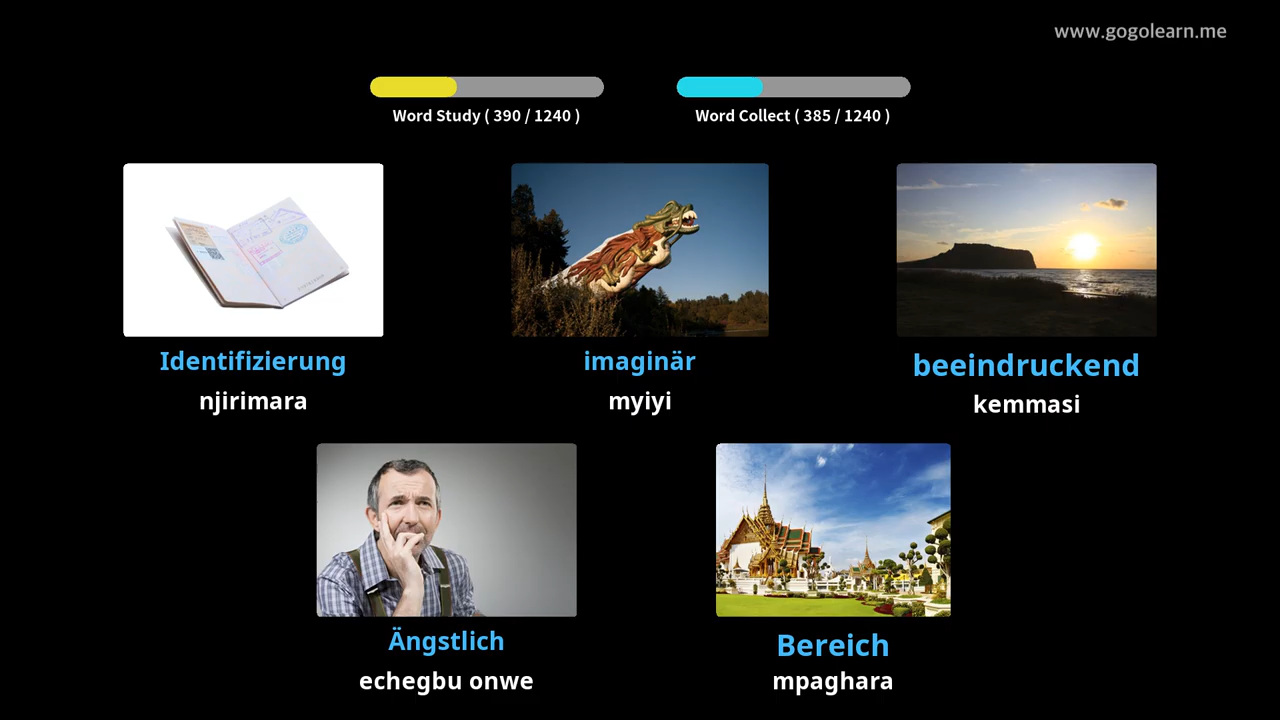 www.gogolearn.me
Word Study ( 390 / 1240 )
Word Collect ( 385 / 1240 )
Identifizierung
njirimara
imaginär
myiyi
beeindruckend
kemmasi
Ängstlich
echegbu onwe
Bereich
mpaghara